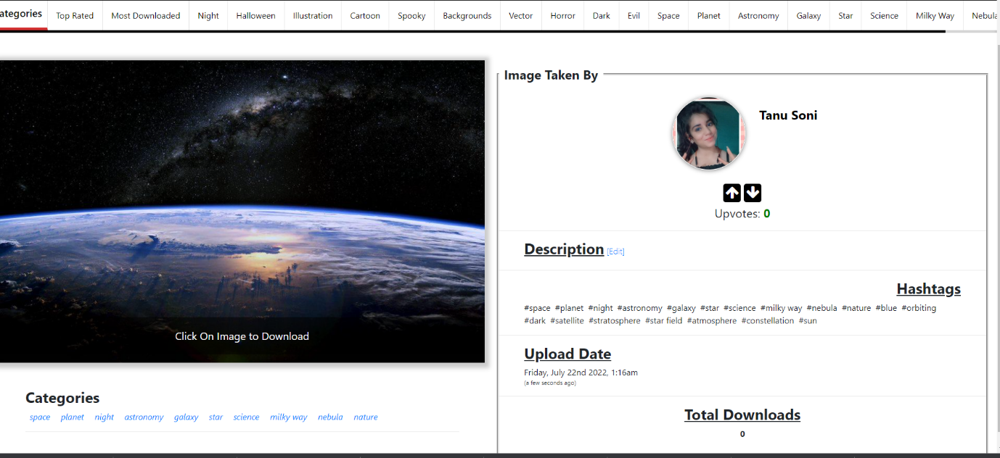 ategories Top Rated Most Downloaded Night Halloween Illustration Cartoon Spooky Backgrounds Vector Horror Dark Evil Space Planet Astronomy Galaxy Star Science Milky Way Nebula
Image Taken By
Tanu Soni
Upvotes: 0
Description [Edit]
Hashtags
#space #planet #night #astronomy #galaxy #star #science #milky way #nebula #nature #blue #orbiting
#dark #satellite #stratosphere #star field #atmosphere #constellation #sun
Upload Date
Friday, July 22nd 2022, 1:16am
(a few seconds ago)
Total Downloads
0
Click On Image to Download
Categories
space planet night astronomy galaxy star science milky way nebula nature